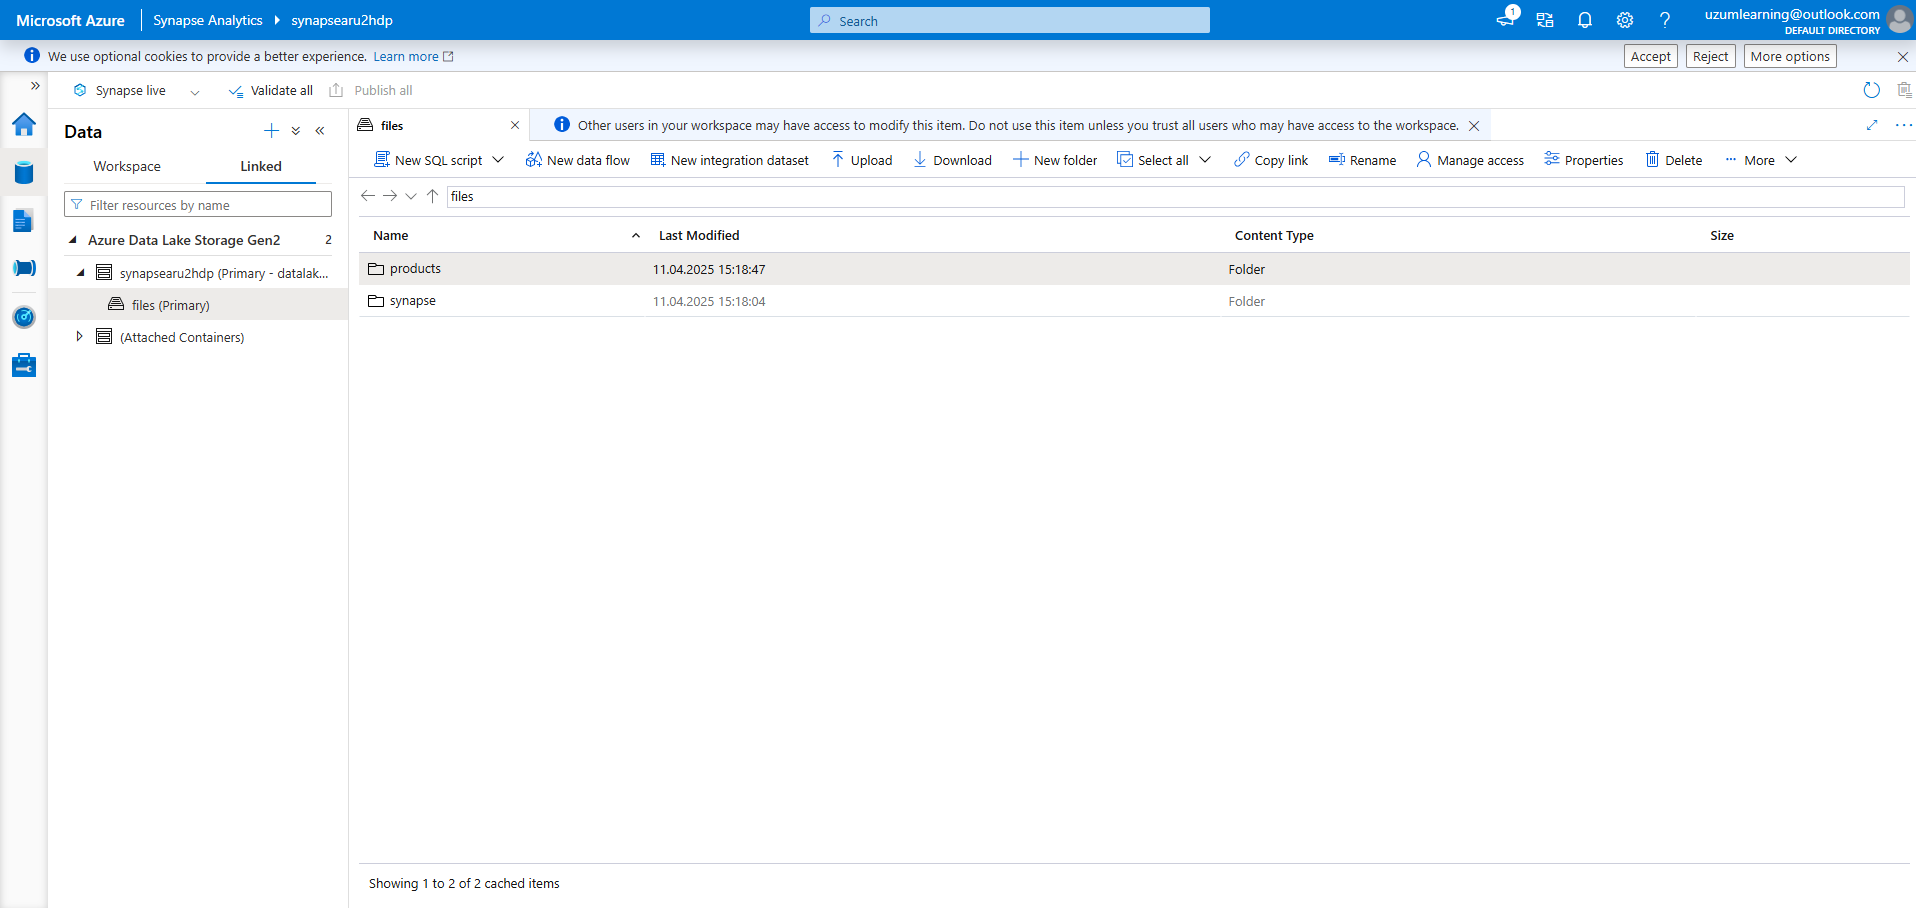 Microsoft Azure
Synapse Analytics
synapsearu2hdp
Search
1
uzumlearning@outlook.com
DEFAULT DIRECTORY
We use optional cookies to provide a better experience. Learn more
Accept
Reject
More options
Synapse live
Validate all
Publish all
Data
Workspace
Linked
Filter resources by name
Azure Data Lake Storage Gen2 2
synapsearu2hdp (Primary - datalak...
files (Primary)
(Attached Containers)
files
Other users in your workspace may have access to modify this item. Do not use this item unless you trust all users who may have access to the workspace.
New SQL script
New data flow
New integration dataset
Upload
Download
New folder
Select all
Copy link
Rename
Manage access
Properties
Delete
More
files
Name Last Modified Content Type Size
products 11.04.2025 15:18:47 Folder
synapse 11.04.2025 15:18:04 Folder
Showing 1 to 2 of 2 cached items